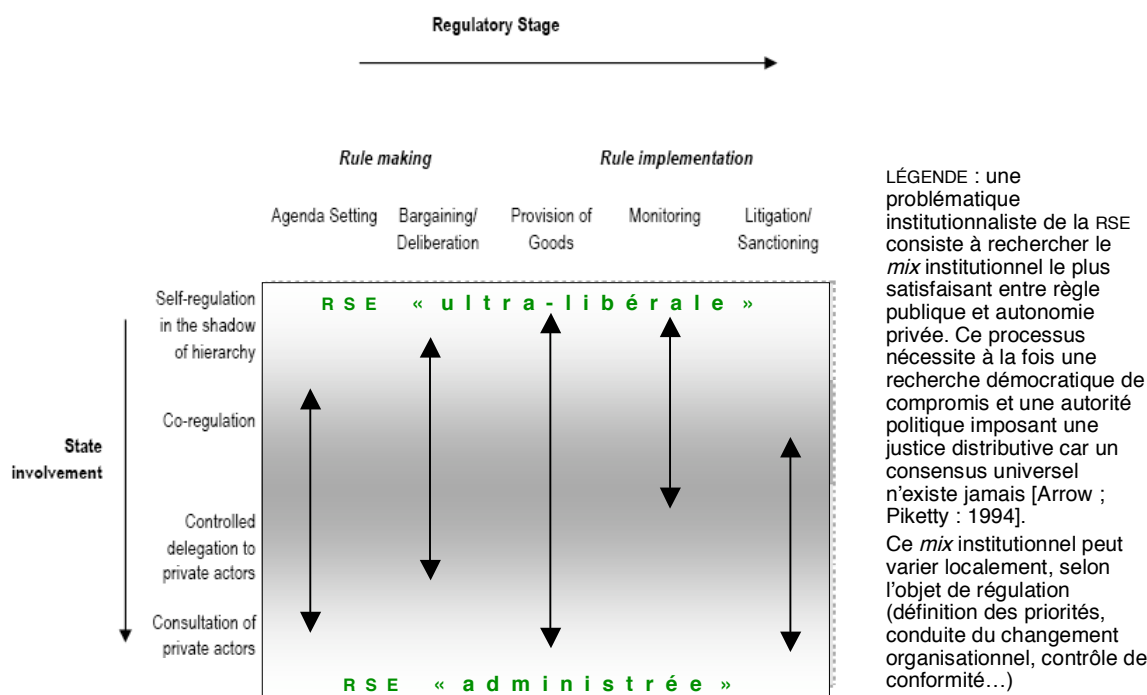 Regulatory Stage
Rule making
Rule implementation
Agenda Setting
Bargaining/
Deliberation
Provision of
Goods
Monitoring
Litigation/
Sanctioning
State
involvement
Self-regulation
in the shadow
of hierarchy
Co-regulation
Controlled
delegation to
private actors
Consultation of
private actors
RSE « ultra-libérale »
RSE « administrée »
LÉGENDE : une
problématique
institutionnaliste de la RSE
consiste à rechercher le
mix institutionnel le plus
satisfaisant entre règle
publique et autonomie
privée. Ce processus
nécessite à la fois une
recherche démocratique de
compromis et une autorité
politique imposant une
justice distributive car un
consensus universel
n'existe jamais [Arrow ;
Piketty : 1994].
Ce mix institutionnel peut
varier localement, selon
l'objet de régulation
(définition des priorités,
conduite du changement
organisationnel, contrôle de
conformité…)